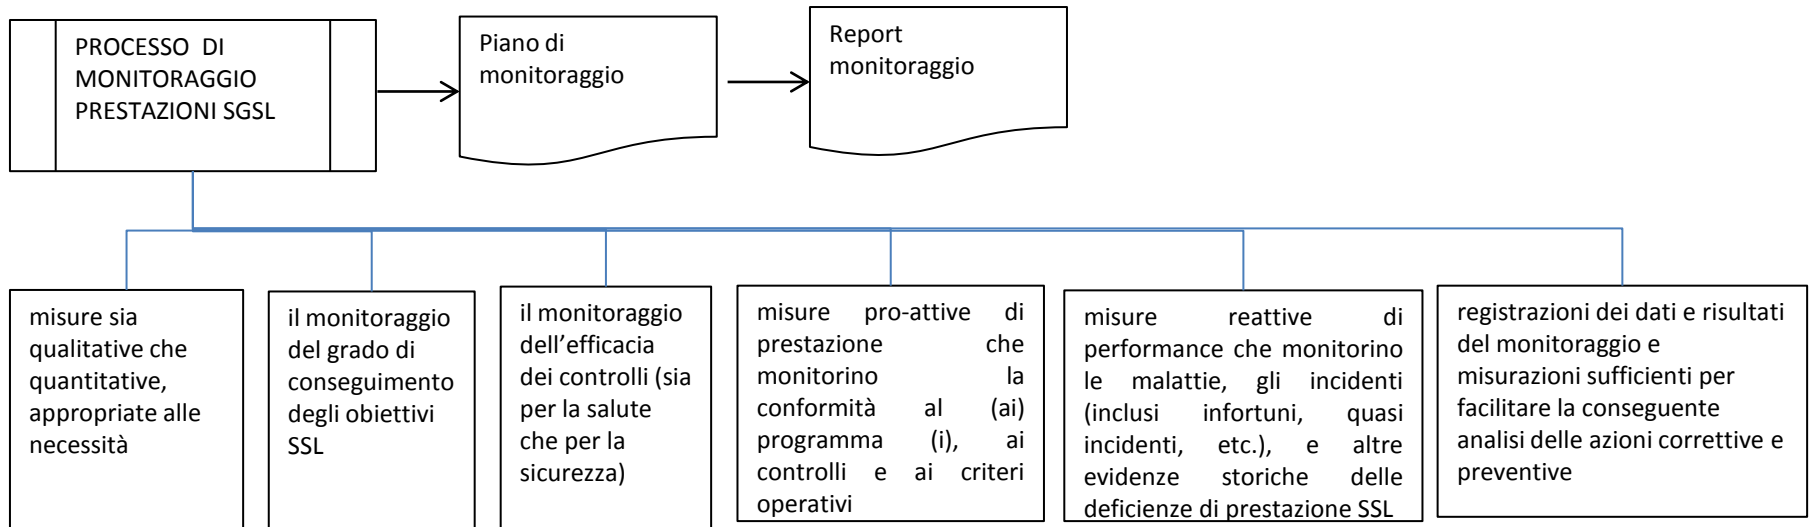 PROCESSO DI
MONITORAGGIO
PRESTAZIONI SGSL
Piano di
monitoraggio
Report
monitoraggio
misure sia
qualitative che
quantitative,
appropriate alle
necessità
il monitoraggio
del grado di
conseguimento
degli obiettivi
SSL
il monitoraggio
dell’efficacia
dei controlli (sia
per la salute
che per la
sicurezza)
misure pro-attive di
prestazione che
monitorino la
conformità al (ai)
programma (i), ai
controlli e ai criteri
operativi
misure reattive di
performance che monitorino
le malattie, gli incidenti
(inclusi infortuni, quasi
incidenti, etc.), e altre
evidenze storiche delle
deficienze di prestazione SSL
registrazioni dei dati e risultati
del monitoraggio e
misurazioni sufficienti per
facilitare la conseguente
analisi delle azioni correttive e
preventive